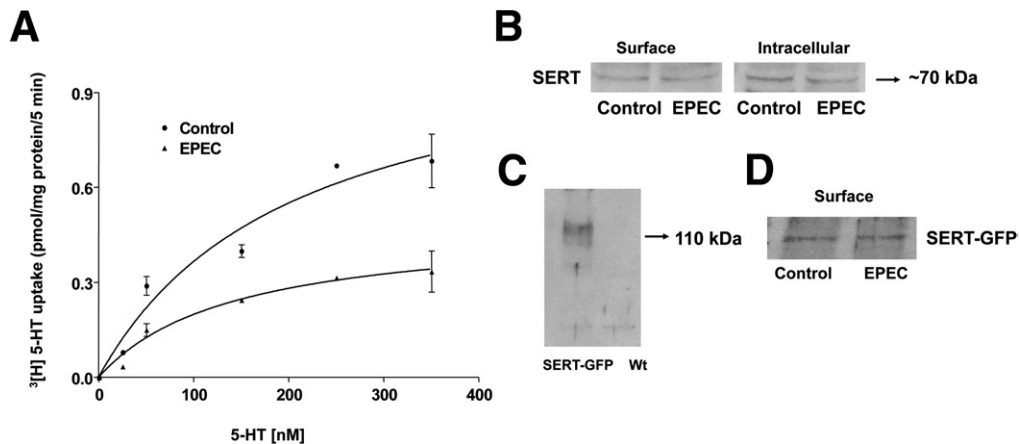 A
³[H] 5-HT uptake (pmol/mg protein/5 min)
0.9
0.6
0.3
0.0
0
100
200
300
400
5-HT [nM]
Control
EPEC
B
Surface
Intracellular
SERT
~70 kDa
Control EPEC
Control EPEC
C
110 kDa
SERT-GFP Wt
D
Surface
SERT-GFP
Control EPEC